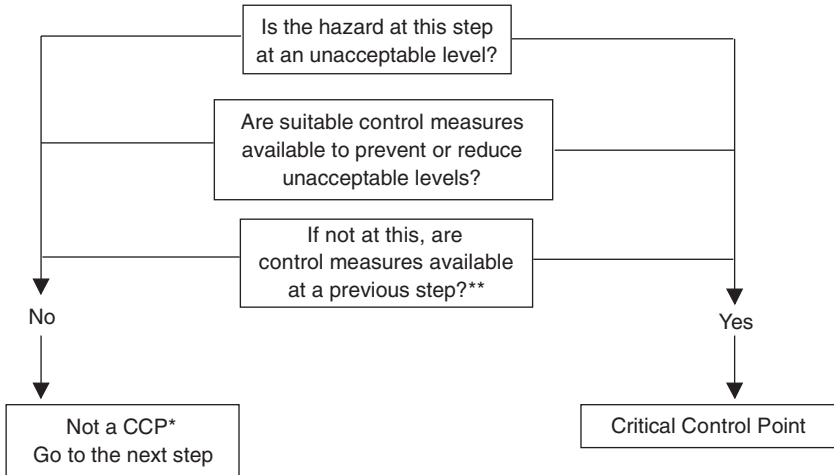 Is the hazard at this step
at an unacceptable level?
Are suitable control measures
available to prevent or reduce
unacceptable levels?
If not at this, are
control measures available
at a previous step?**
No
Yes
Not a CCP*
Go to the next step
Critical Control Point